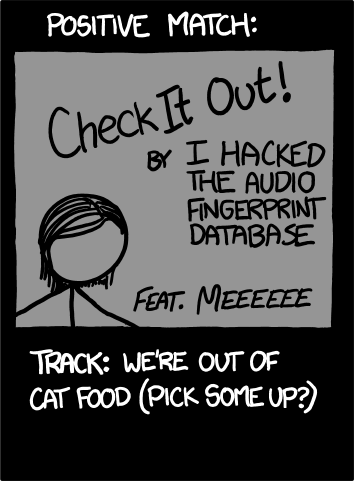 POSITIVE MATCH:
Check It Out!
BY I HACKED
THE AUDIO
FINGERPRINT
DATABASE
FEAT. MEEEEEE
TRACK: WE'RE OUT OF
CAT FOOD (PICK SOME UP?)